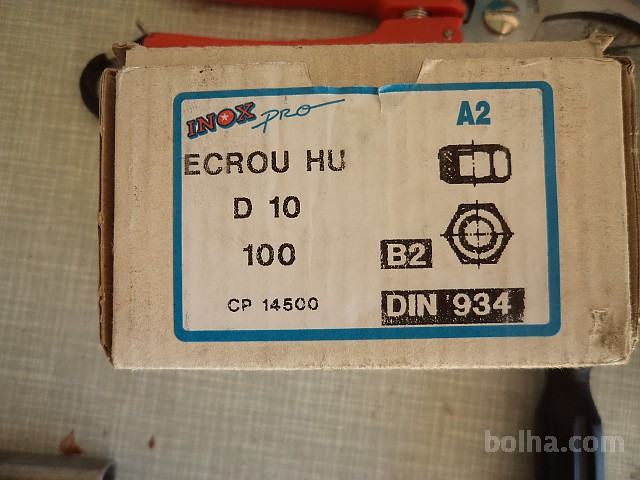 INOX PRO
A2
ECROU HU
D 10
100
B2
CP 14500
DIN 934
bolha.com